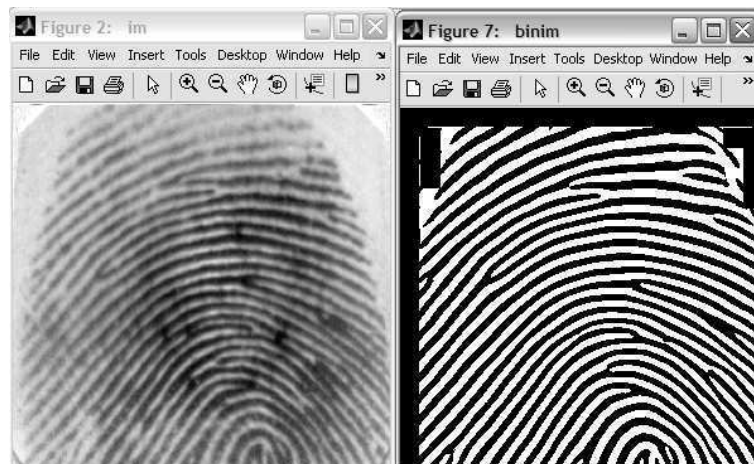 Figure 2: im
File Edit View Insert Tools Desktop Window Help
Figure 7: binim
File Edit View Insert Tools Desktop Window Help